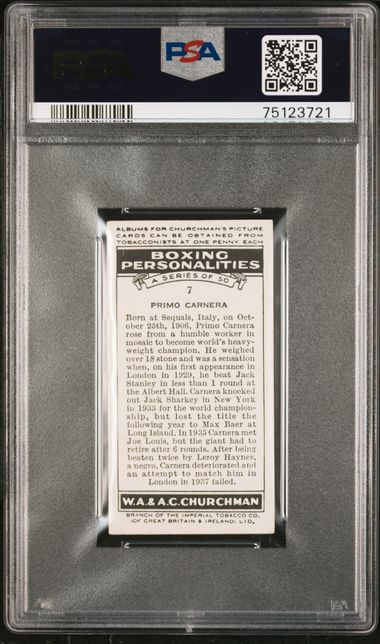 PSA
75123721
ALBUMS FOR CHURCHMAN'S PICTURE
CARDS CAN BE OBTAINED FROM
TOBACCONISTS AT ONE PENNY EACH
BOXING
PERSONALITIES
A SERIES OF 50
7
PRIMO CARNERA
Born at Sequals, Italy, on Oct-
ober 25th, 1906, Primo Carnera
rose from a humble worker in
mosaic to become world's heavy-
weight champion. He weighed
over 18 stone and was a sensation
when, on his first appearance in
London in 1929, he beat Jack
Stanley in less than 1 round at
the Albert Hall. Carnera knocked
out Jack Sharkey in New York
in 1933 for the world champion-
ship, but lost the title the
following year to Max Baer at
Long Island. In 1935 Carnera met
Joe Louis, but the giant had to
retire after 6 rounds. After being
beaten twice by Leroy Haynes,
a negro, Carnera deteriorated and
an attempt to match him in
London in 1937 failed.
W.A. & A.C. CHURCHMAN
BRANCH OF THE IMPERIAL TOBACCO CO.
(OF GREAT BRITAIN & IRELAND), LTD.